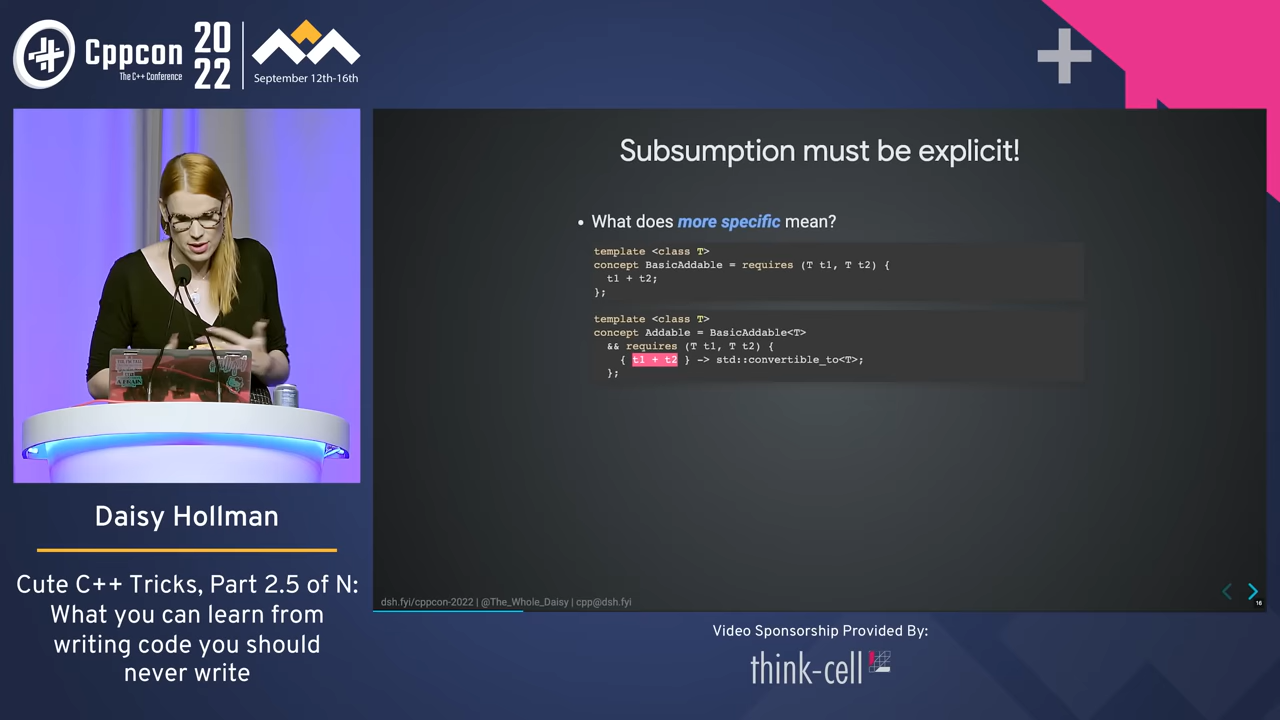 Cppcon
The C++ Conference
20
22
September 12th-16th
Subsumption must be explicit!
• What does more specific mean?
template <class T>
concept BasicAddable = requires (T t1, T t2) {
t1 + t2;
};
template <class T>
concept Addable = BasicAddable<T>
&& requires (T t1, T t2) {
{ t1 + t2 } -> std::convertible_to<T>;
};
Daisy Hollman
Cute C++ Tricks, Part 2.5 of N:
What you can learn from
writing code you should
never write
dsh.fyi/cppcon-2022 | @The_Whole_Daisy | cpp@dsh.fyi
16
Video Sponsorship Provided By:
think-cell